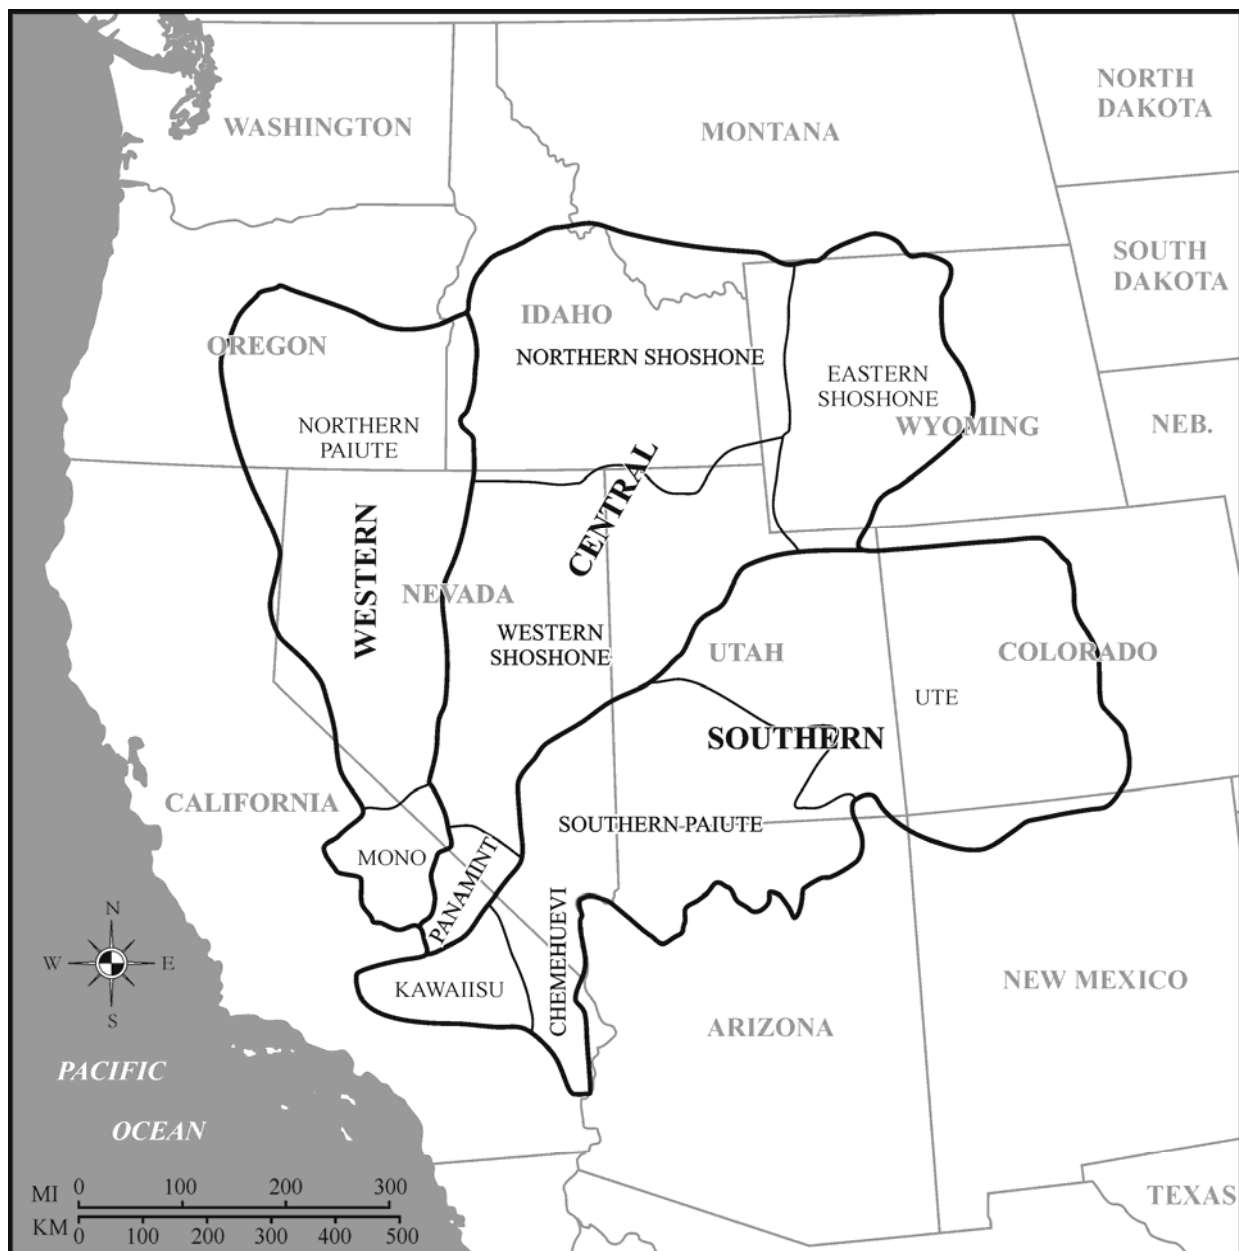 NORTH
DAKOTA
WASHINGTON
MONTANA
SOUTH
DAKOTA
IDAHO
OREGON
NORTHERN SHOSHONE
EASTERN
SHOSHONE
WYOMING
NEB.
NORTHERN
PAIUTE
CENTRAL
WESTERN
NEVADA
WESTERN
SHOSHONE
UTAH
COLORADO
UTE
SOUTHERN
CALIFORNIA
SOUTHERN PAIUTE
MONO
PANAMINT
CHEMEHUEVI
KAWAIISU
NEW MEXICO
ARIZONA
N
W E
S
PACIFIC
OCEAN
TEXAS
MI 0 100 200 300
KM 0 100 200 300 400 500